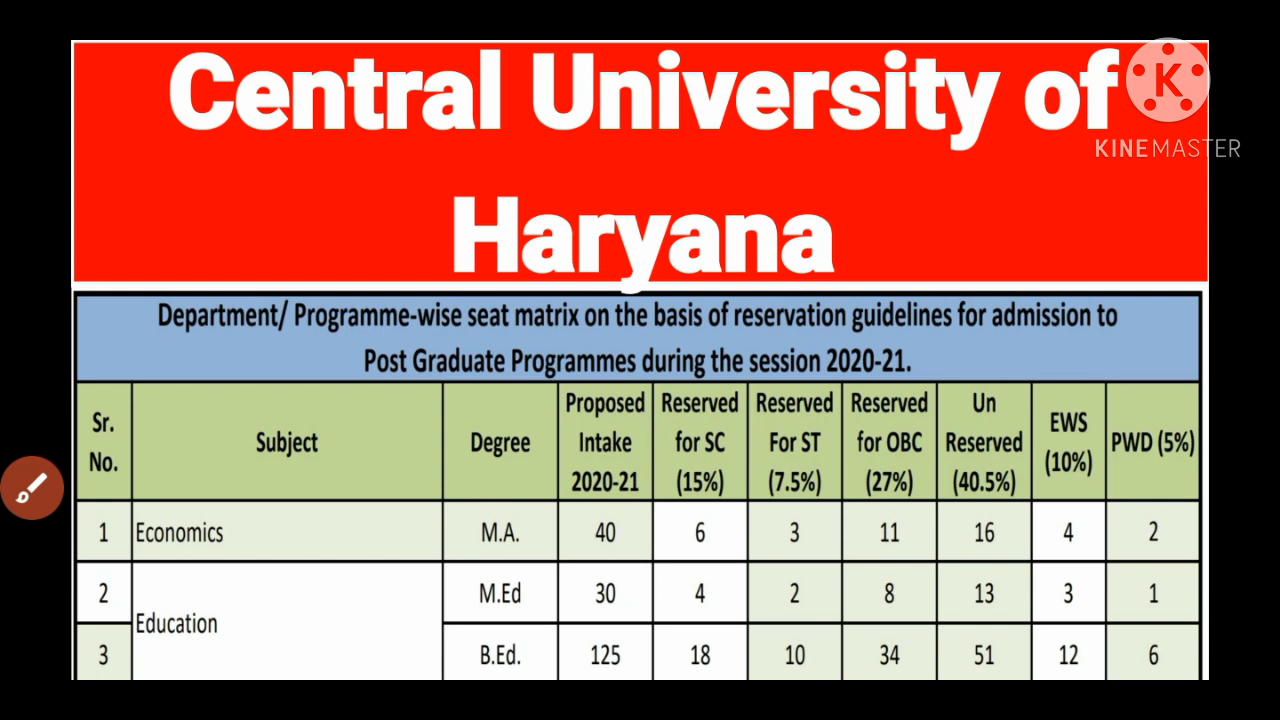 Central University of
Haryana
K
KINEMASTER
Department/ Programme-wise seat matrix on the basis of reservation guidelines for admission to
Post Graduate Programmes during the session 2020-21.
Sr. No. Subject Degree Proposed Intake 2020-21 Reserved for SC (15%) Reserved For ST (7.5%) Reserved for OBC (27%) Un Reserved (40.5%) EWS (10%) PWD (5%)
1 Economics M.A. 40 6 3 11 16 4 2
2 Education M.Ed 30 4 2 8 13 3 1
3 B.Ed. 125 18 10 34 51 12 6